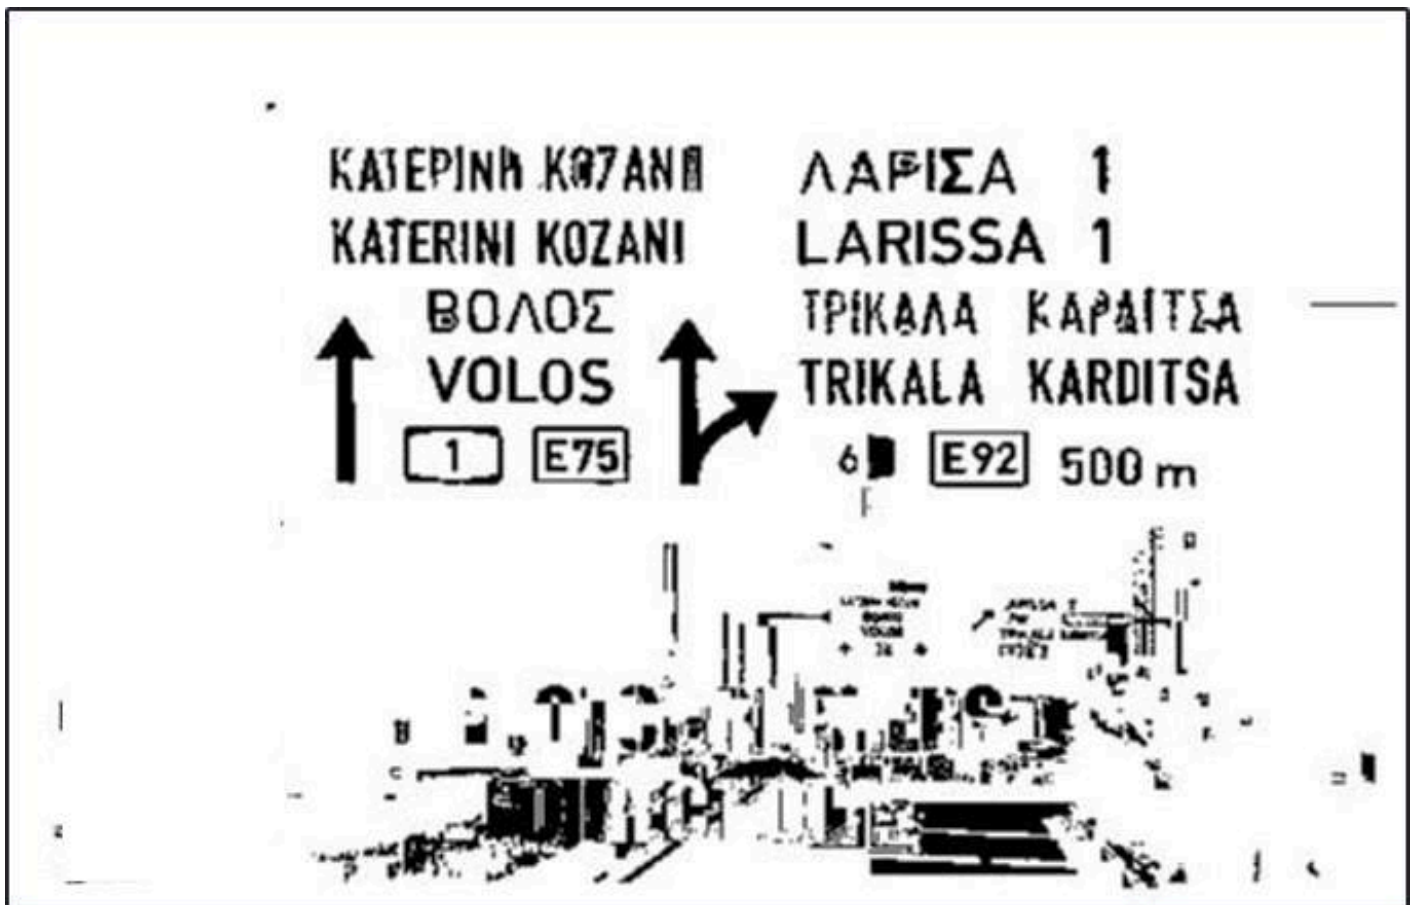 ΚΑΤΕΡΙΝΗ ΚΟΖΑΝΗ
KATERINI KOZANI
ΒΟΛΟΣ
VOLOS
1 E75
ΛΑΡΙΣΑ 1
LARISSA 1
ΤΡΙΚΑΛΑ ΚΑΡΔΙΤΣΑ
TRIKALA KARDITSA
6 E92 500 m
VOLOS